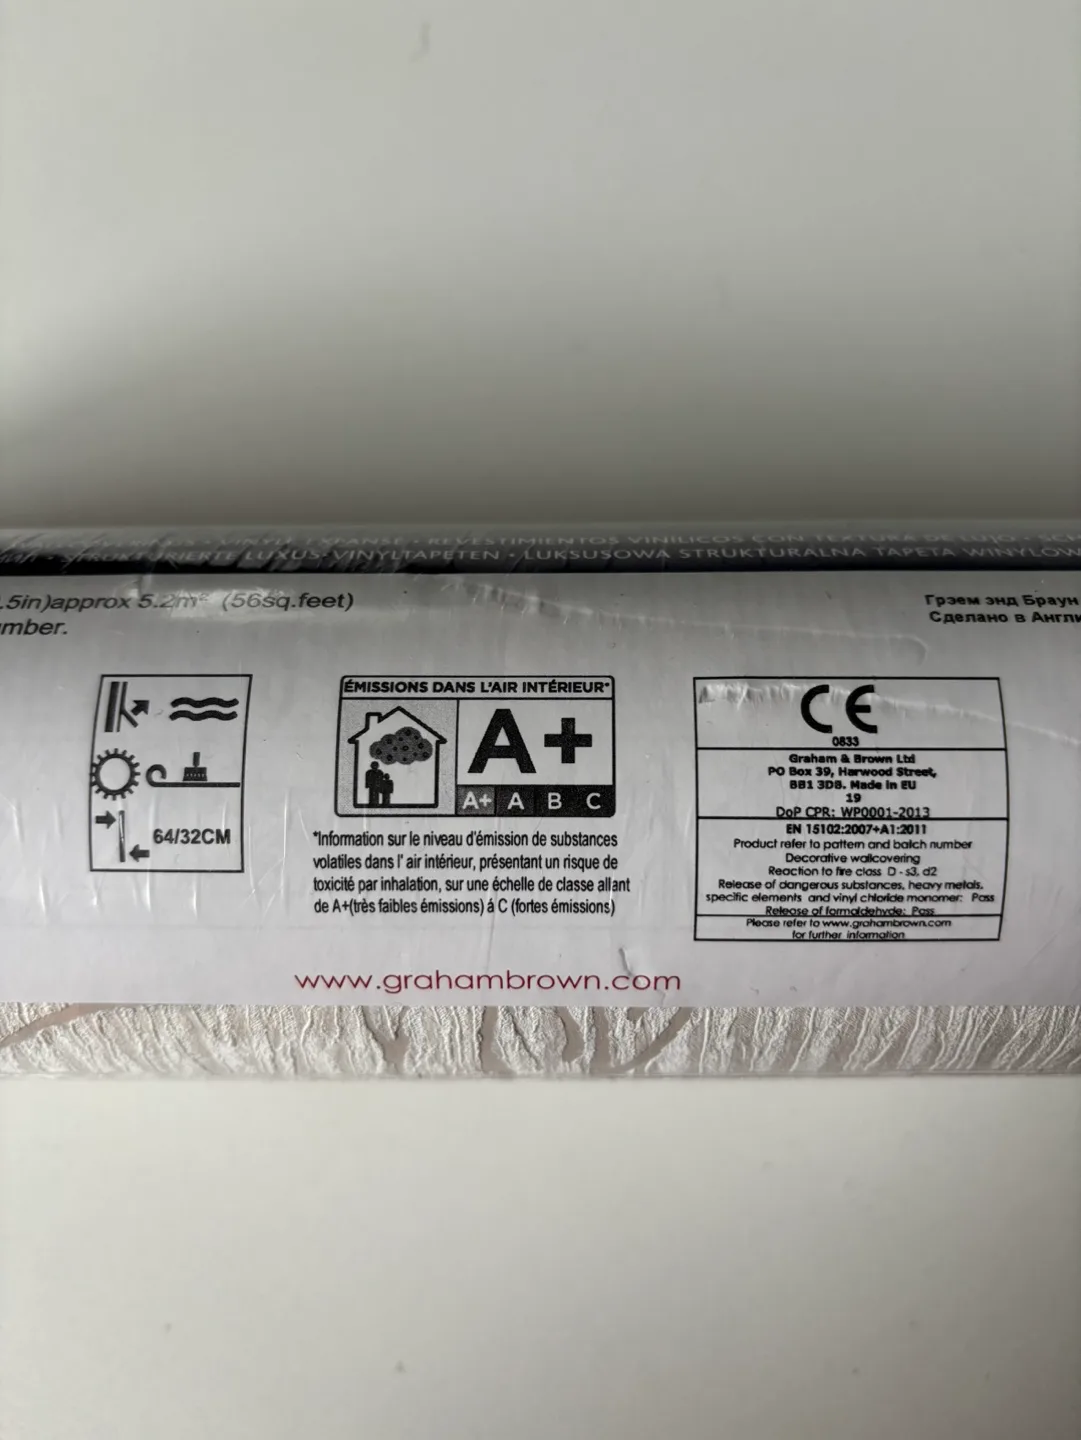 REVESTIMIENTOS VINILICOS CON TEXTURA DE LUJO
LUXUS-VINYLTAPETEN • LUKSUSOWA STRUKTURALNA TAPETA
.5in)approx 5.2m² (56sq.feet)
mber.
Грэем энд Браун
Сделано в
64/32CM
ÉMISSIONS DANS L'AIR INTÉRIEUR*
A+
A+ A B C
*Information sur le niveau d'émission de substances
volatiles dans l' air intérieur, présentant un risque de
toxicité par inhalation, sur une échelle de classe allant
de A+(très faibles émissions) á C (fortes émissions)
CE
0833
Graham & Brown Ltd
PO Box 39, Harwood Street,
BB1 3DB. Made in EU
19
DoP CPR: WP0001-2013
EN 15102:2007+A1:2011
Product refer to pattern and batch number
Decorative wallcovering
Reaction to fire class D - s3, d2
Release of dangerous substances, heavy metals,
specific elements and vinyl chloride monomer: Pass
Release of formaldehyde: Pass
Please refer to www.grahambrown.com
for further information
www.grahambrown.com